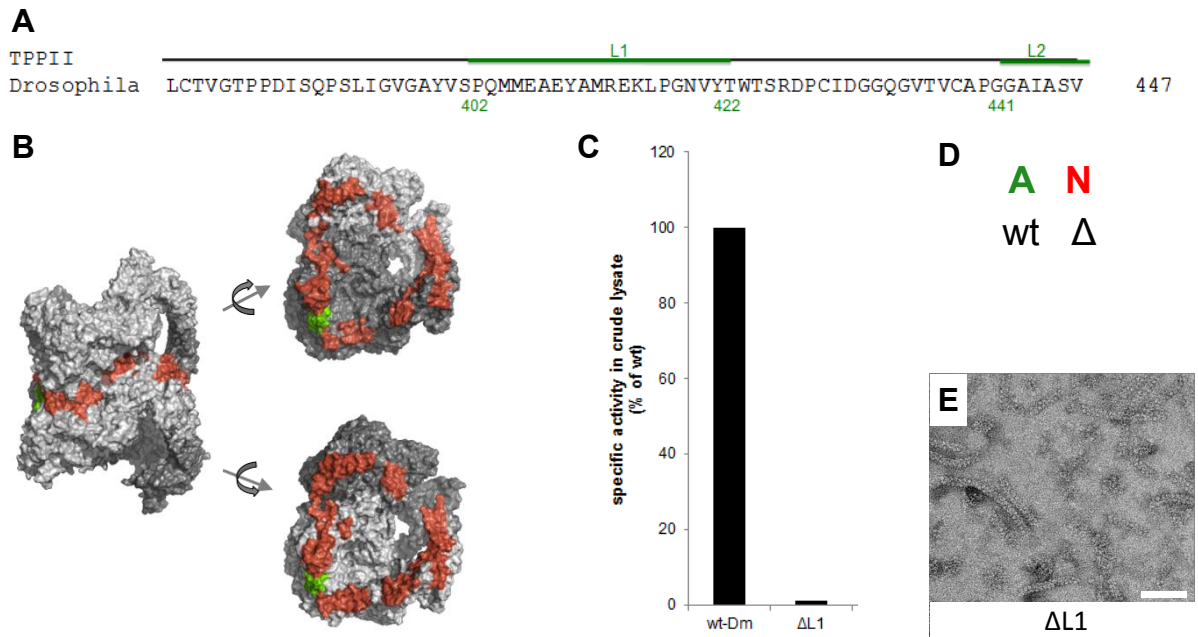 A
L1 L2
TPPII
Drosophila LCTVGTPPDISQPSLIGVGAYVSPQMMEAEYAMREKLPGNVYTWTSRDPCIDGGQGVTVCAPGGAIASV 447
402 422 441
B
C
120
100
80
60
40
20
0
specific activity in crude lysate
(% of wt)
wt-Dm ΔL1
D
A N
wt Δ
E
ΔL1